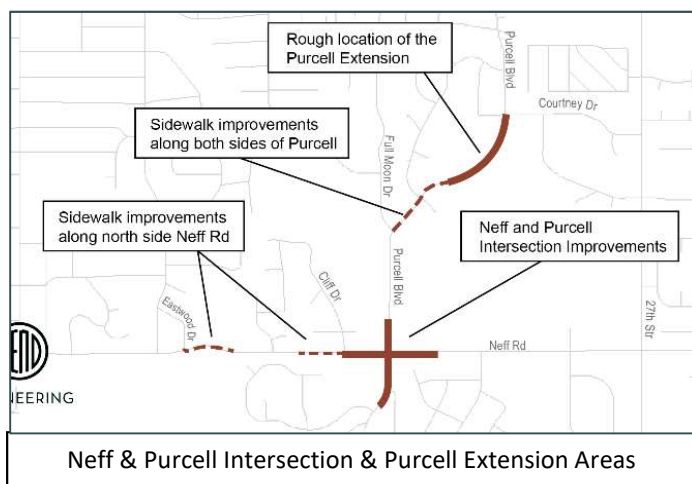 Rough location of the
Purcell Extension
Purcell Blvd
Courtney Dr
Sidewalk improvements
along both sides of Purcell
Full Moon Dr
Sidewalk improvements
along north side Neff Rd
Neff and Purcell
Intersection Improvements
Purcell Blvd
Cliff Dr
Eastwood Dr
27th Str
Neff Rd
END
NEERING
Neff & Purcell Intersection & Purcell Extension Areas